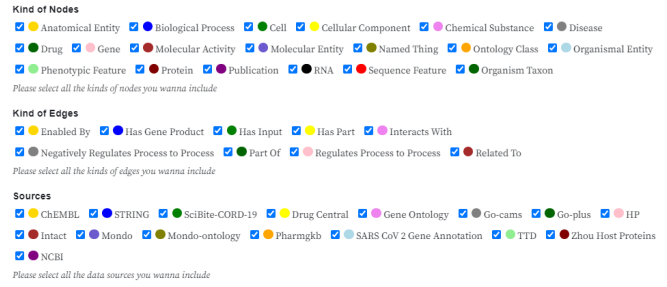 Kind of Nodes
Anatomical Entity Biological Process Cell Cellular Component Chemical Substance Disease
Drug Gene Molecular Activity Molecular Entity Named Thing Ontology Class Organismal Entity
Phenotypic Feature Protein Publication RNA Sequence Feature Organism Taxon
Please select all the kinds of nodes you wanna include
Kind of Edges
Enabled By Has Gene Product Has Input Has Part Interacts With
Negatively Regulates Process to Process Part Of Regulates Process to Process Related To
Please select all the kinds of edges you wanna include
Sources
ChEMBL STRING SciBite-CORD-19 Drug Central Gene Ontology Go-cams Go-plus HP
Intact Mondo Mondo-ontology Pharmgkb SARS CoV 2 Gene Annotation TTD Zhou Host Proteins
NCBI
Please select all the data sources you wanna include